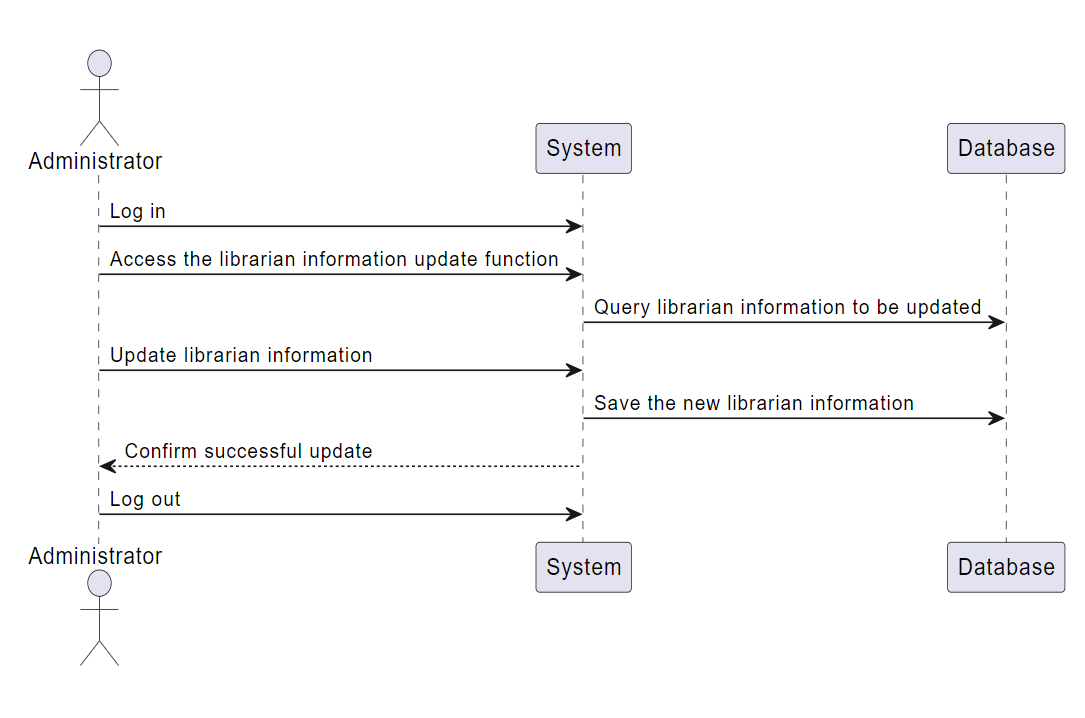 Administrator
System
Database
Log in
Access the librarian information update function
Query librarian information to be updated
Update librarian information
Save the new librarian information
Confirm successful update
Log out
Administrator
System
Database